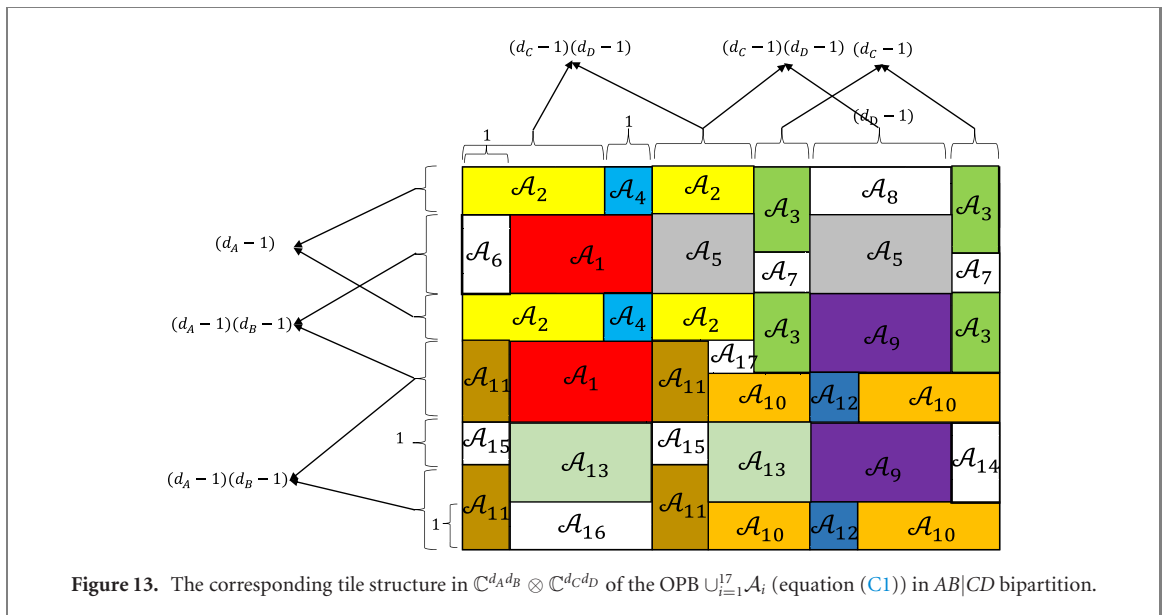 (d_C − 1)(d_D − 1) (d_C − 1)(d_D − 1) (d_C − 1)
1 1 (d_D − 1)
1
𝒜_2 𝒜_4 𝒜_2 𝒜_3 𝒜_8 𝒜_3
(d_A − 1)
𝒜_6 𝒜_1 𝒜_5 𝒜_5
𝒜_7 𝒜_7
(d_A − 1)(d_B − 1)
𝒜_2 𝒜_4 𝒜_2 𝒜_3 𝒜_9 𝒜_3
𝒜_17
𝒜_11 𝒜_1 𝒜_11
𝒜_10 𝒜_12 𝒜_10
1 𝒜_15 𝒜_15
𝒜_13 𝒜_13 𝒜_9 𝒜_14
(d_A − 1)(d_B − 1)
𝒜_11 𝒜_11
1 𝒜_16 𝒜_10 𝒜_12 𝒜_10
Figure 13. The corresponding tile structure in ℂ^{d_A d_B} ⊗ ℂ^{d_C d_D} of the OPB ∪_{i=1}^{17} 𝒜_i (equation (C1)) in AB|CD bipartition.